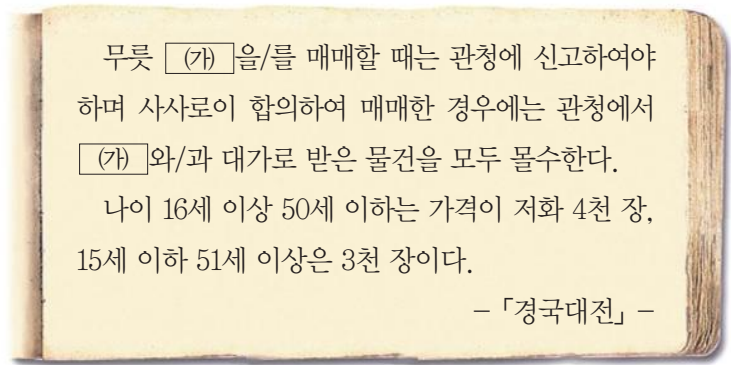 무릇 (가) 을/를 매매할 때는 관청에 신고하여야
하며 사사로이 합의하여 매매한 경우에는 관청에서
(가) 와/과 대가로 받은 물건을 모두 몰수한다.
나이 16세 이상 50세 이하는 가격이 저화 4천 장,
15세 이하 51세 이상은 3천 장이다.
- 「경국대전」 -